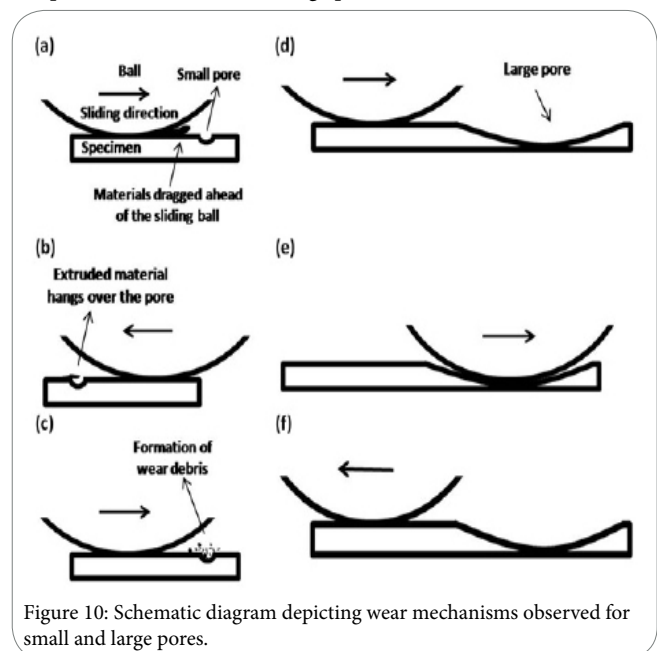 (a)
Ball
Small pore
Sliding direction
Specimen
Materials dragged ahead
of the sliding ball
(b)
Extruded material
hangs over the pore
(c)
Formation of
wear debris
(d)
Large pore
(e)
(f)
Figure 10: Schematic diagram depicting wear mechanisms observed for
small and large pores.